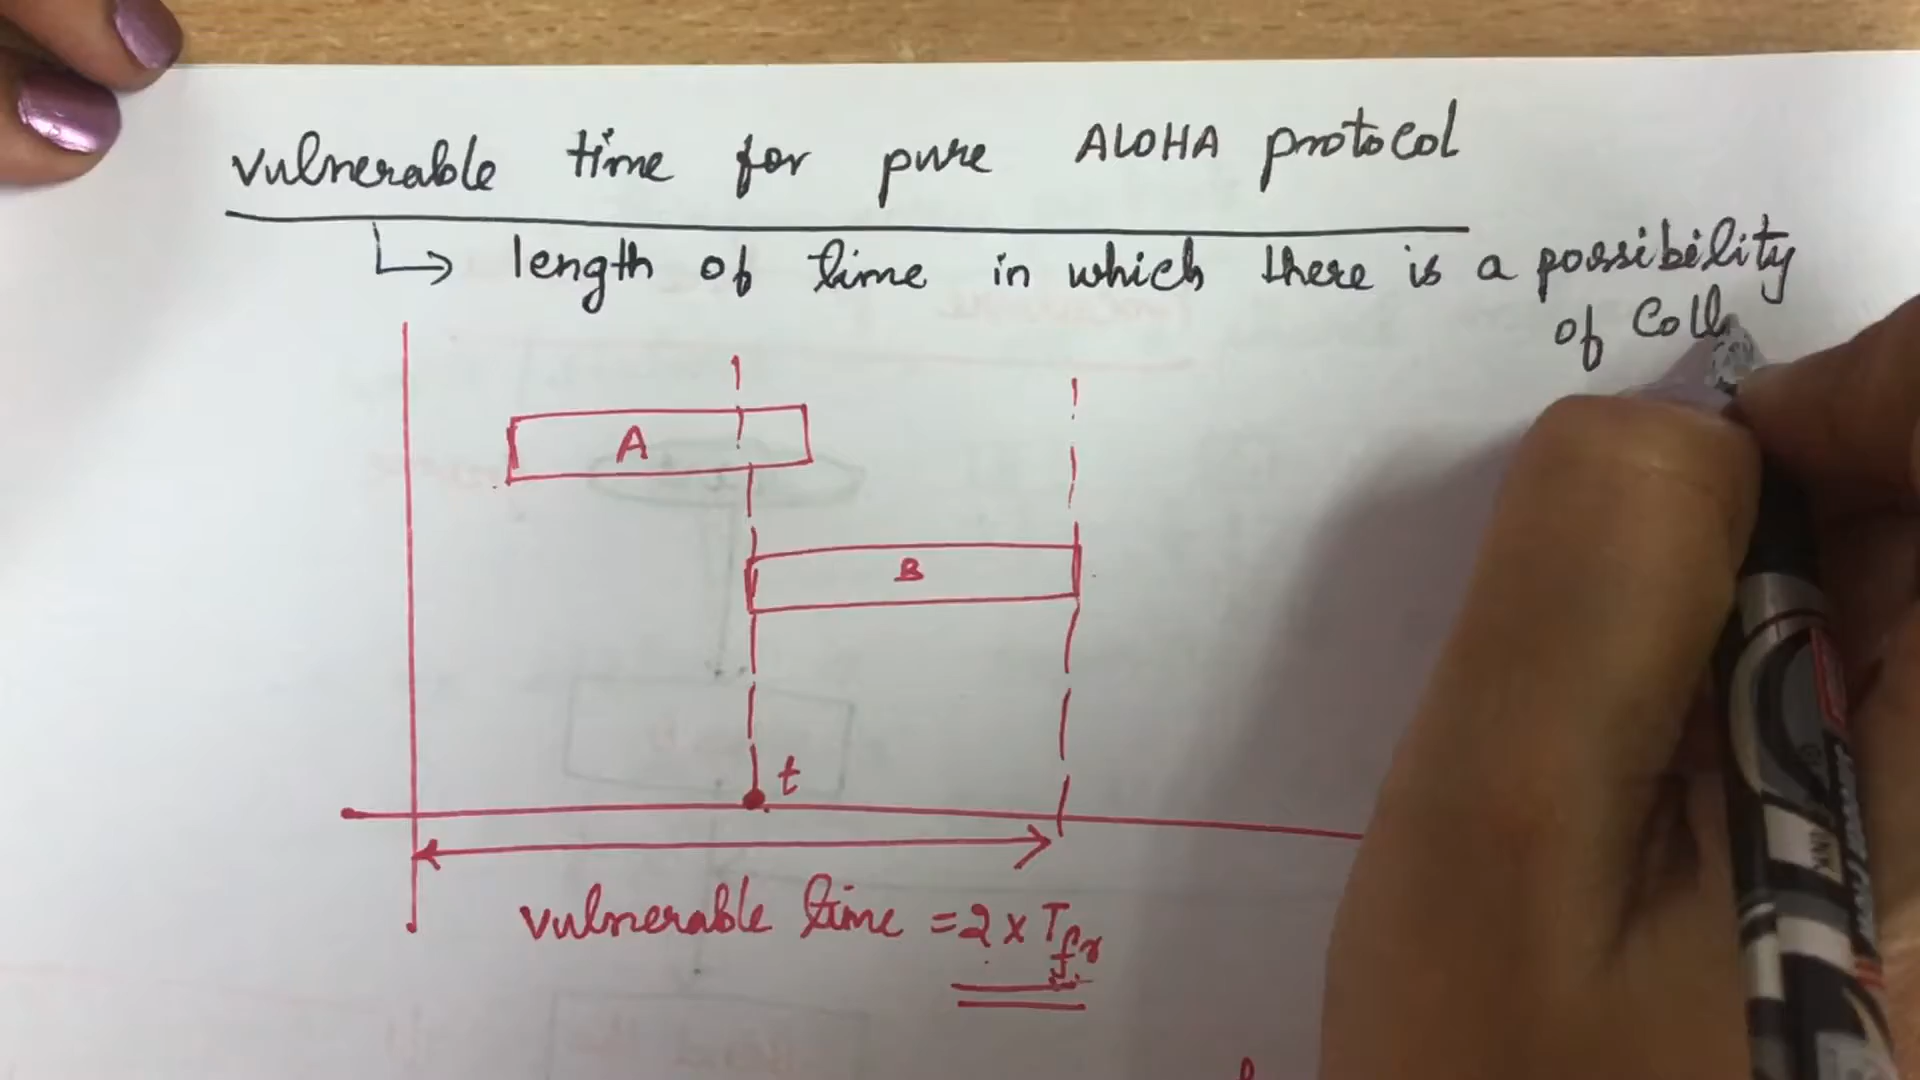 vulnerable time for pure ALOHA protocol
↳ length of time in which there is a possibility
of Coll
A
B
t
vulnerable time = 2 x Tfr